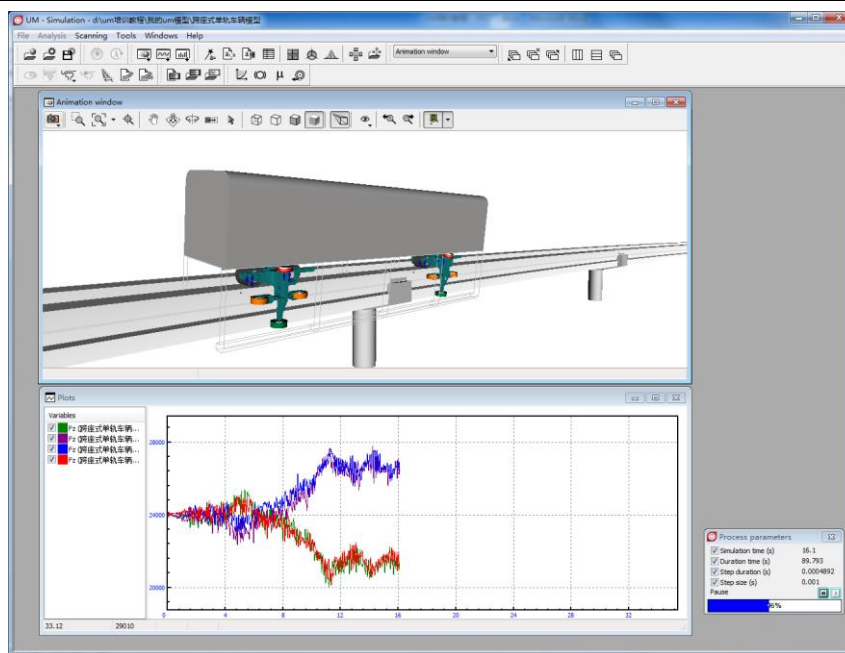 UM - Simulation - d:\um培训教程\我的um模型\跨座式单轨车辆模型
File Analysis Scanning Tools Windows Help
Animation window
Animation window
Plots
Variables
Fz (跨座式单轨车辆...
Fz (跨座式单轨车辆...
Fz (跨座式单轨车辆...
Fz (跨座式单轨车辆...
28000
24000
20000
0 4 8 12 16 20 24 28 32
33.12 29010
Process parameters
Simulation time (s) 16.1
Duration time (s) 89.793
Step duration (s) 0.0004892
Step size (s) 0.001
Pause